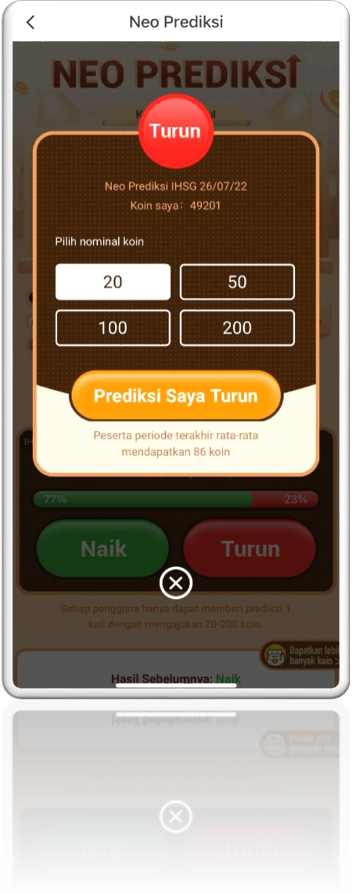 Neo Prediksi
NEO PREDIKSI
Turun
Neo Prediksi IHSG 26/07/22
Koin saya: 49201
Pilih nominal koin
20
50
100
200
Prediksi Saya Turun
Peserta periode terakhir rata-rata
mendapatkan 86 koin
77%
23%
Naik
Turun
Setiap pengguna hanya dapat memberi prediksi 1
kali dengan mengajukan 20-200 koin.
Dapatkan lebi
banyak koin
Hasil Sebelumnya: Naik